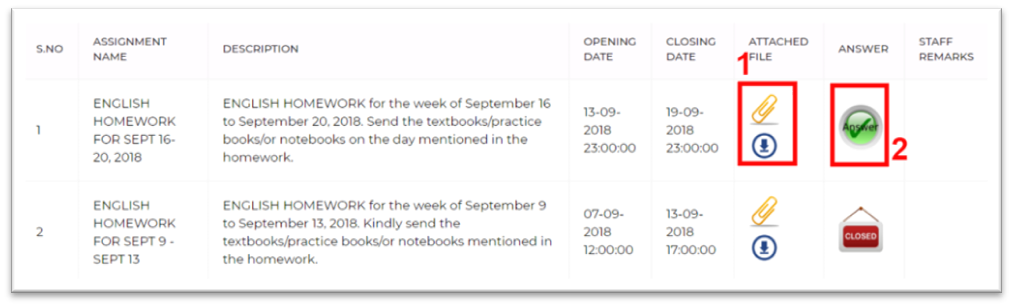 S.NO
ASSIGNMENT
NAME
DESCRIPTION
OPENING
DATE
CLOSING
DATE
ATTACHED
FILE
ANSWER
STAFF
REMARKS
1
2
1
ENGLISH
HOMEWORK
FOR SEPT 16-
20, 2018
ENGLISH HOMEWORK for the week of September 16
to September 20, 2018. Send the textbooks/practice
books/or notebooks on the day mentioned in the
homework.
13-09-
2018
23:00:00
19-09-
2018
23:00:00
Answer
2
ENGLISH
HOMEWORK
FOR SEPT 9 -
SEPT 13
ENGLISH HOMEWORK for the week of September 9
to September 13, 2018. Kindly send the
textbooks/practice books/or notebooks mentioned in
the homework.
07-09-
2018
12:00:00
13-09-
2018
17:00:00
CLOSED